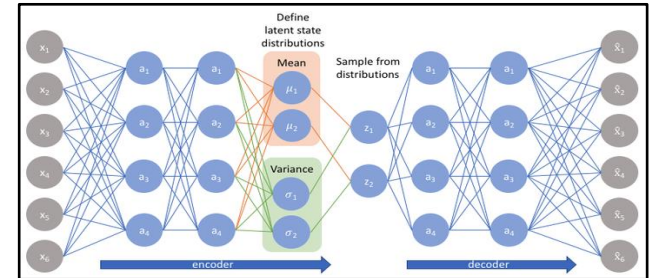 Define
latent state
distributions
Sample from
distributions
Mean
Variance
x₁
x₂
x₃
x₄
x₅
x₆
a₁
a₂
a₃
a₄
a₁
a₂
a₃
a₄
μ₁
μ₂
σ₁
σ₂
z₁
z₂
a₁
a₂
a₃
a₄
a₁
a₂
a₃
a₄
x̂₁
x̂₂
x̂₃
x̂₄
x̂₅
x̂₆
encoder
decoder